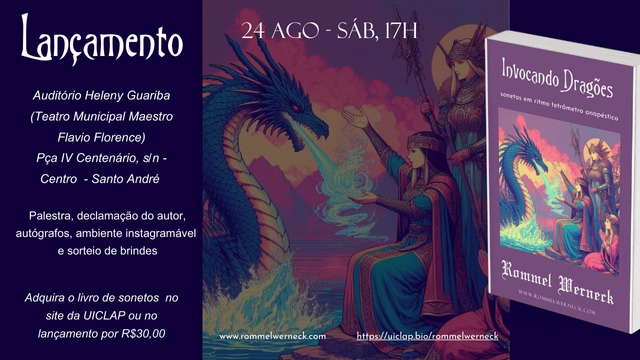 Lançamento
Auditório Heleny Guariba
(Teatro Municipal Maestro
Flavio Florence)
Pça IV Centenário, s/n -
Centro - Santo André
Palestra, declamação do autor,
autógrafos, ambiente instagramável
e sorteio de brindes
Adquira o livro de sonetos no
site da UICLAP ou no
lançamento por R$30,00
24 AGO - SÁB, 17H
www.rommelwerneck.com
https://uiclap.bio/rommelwerneck
Invocando Dragões
sonetos em ritmo tetrâmetro anapéstico
Rommel Werneck
WWW.ROMMELWERNECK.COM